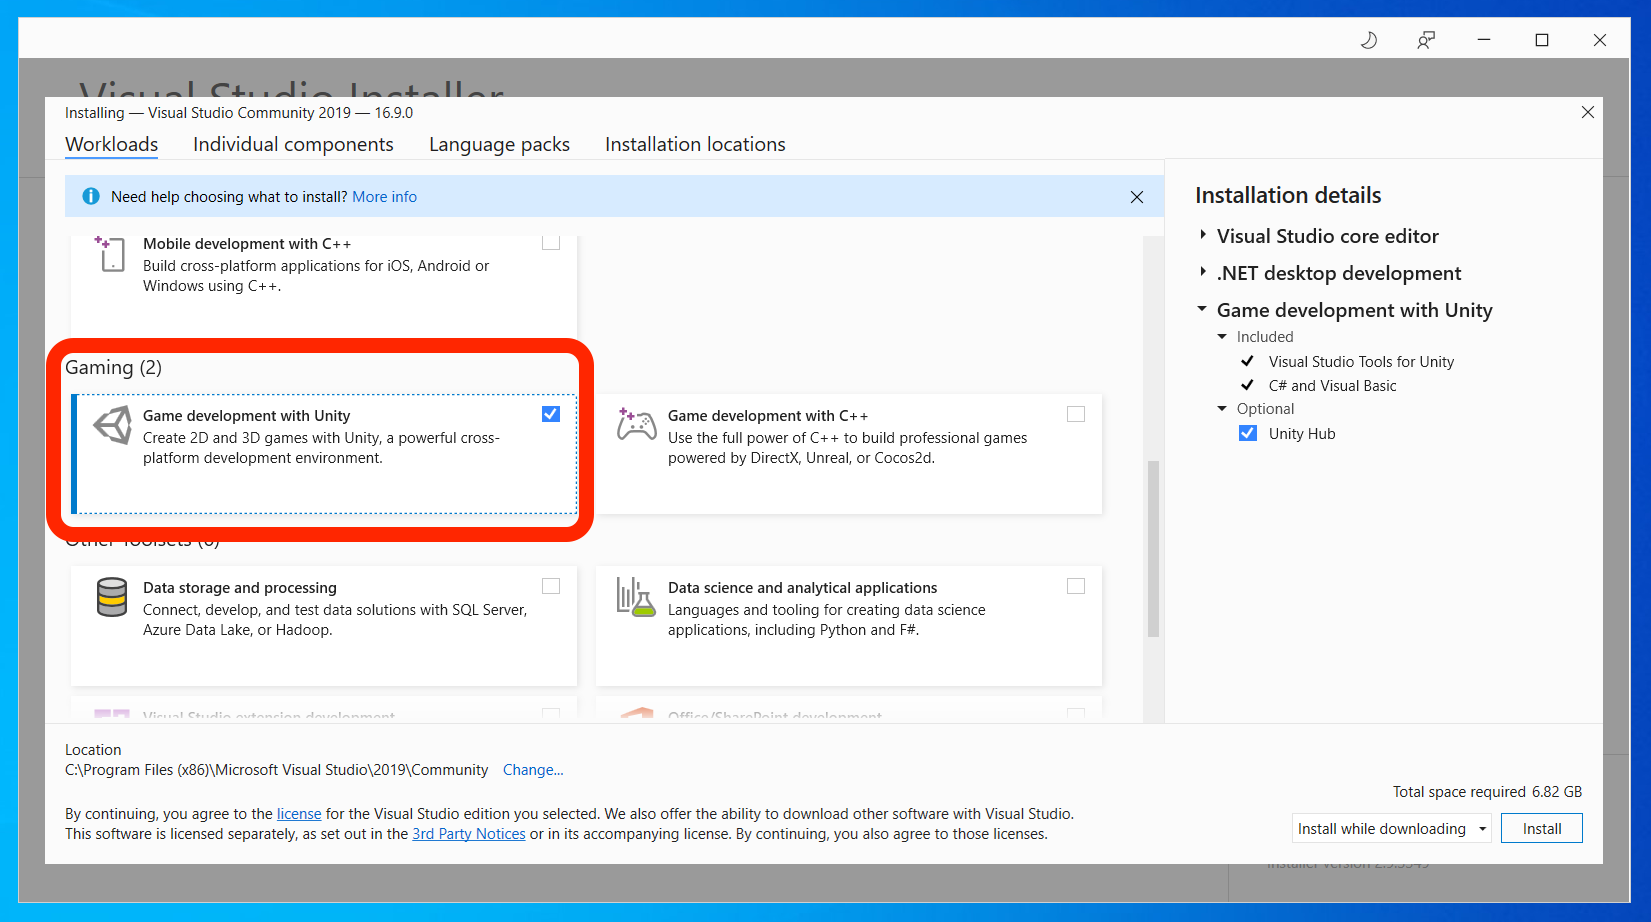 Visual Studio Installer
Installing — Visual Studio Community 2019 — 16.9.0
Workloads
Individual components
Language packs
Installation locations
Need help choosing what to install? More info
Mobile development with C++
Build cross-platform applications for iOS, Android or
Windows using C++.
Gaming (2)
Game development with Unity
Create 2D and 3D games with Unity, a powerful cross-
platform development environment.
Game development with C++
Use the full power of C++ to build professional games
powered by DirectX, Unreal, or Cocos2d.
Other Toolsets (6)
Data storage and processing
Connect, develop, and test data solutions with SQL Server,
Azure Data Lake, or Hadoop.
Data science and analytical applications
Languages and tooling for creating data science
applications, including Python and F#.
Visual Studio extension development
Office/SharePoint development
Installation details
Visual Studio core editor
.NET desktop development
Game development with Unity
Included
Visual Studio Tools for Unity
C# and Visual Basic
Optional
Unity Hub
Location
C:\Program Files (x86)\Microsoft Visual Studio\2019\Community Change...
By continuing, you agree to the license for the Visual Studio edition you selected. We also offer the ability to download other software with Visual Studio.
This software is licensed separately, as set out in the 3rd Party Notices or in its accompanying license. By continuing, you also agree to those licenses.
Total space required 6.82 GB
Install while downloading
Install